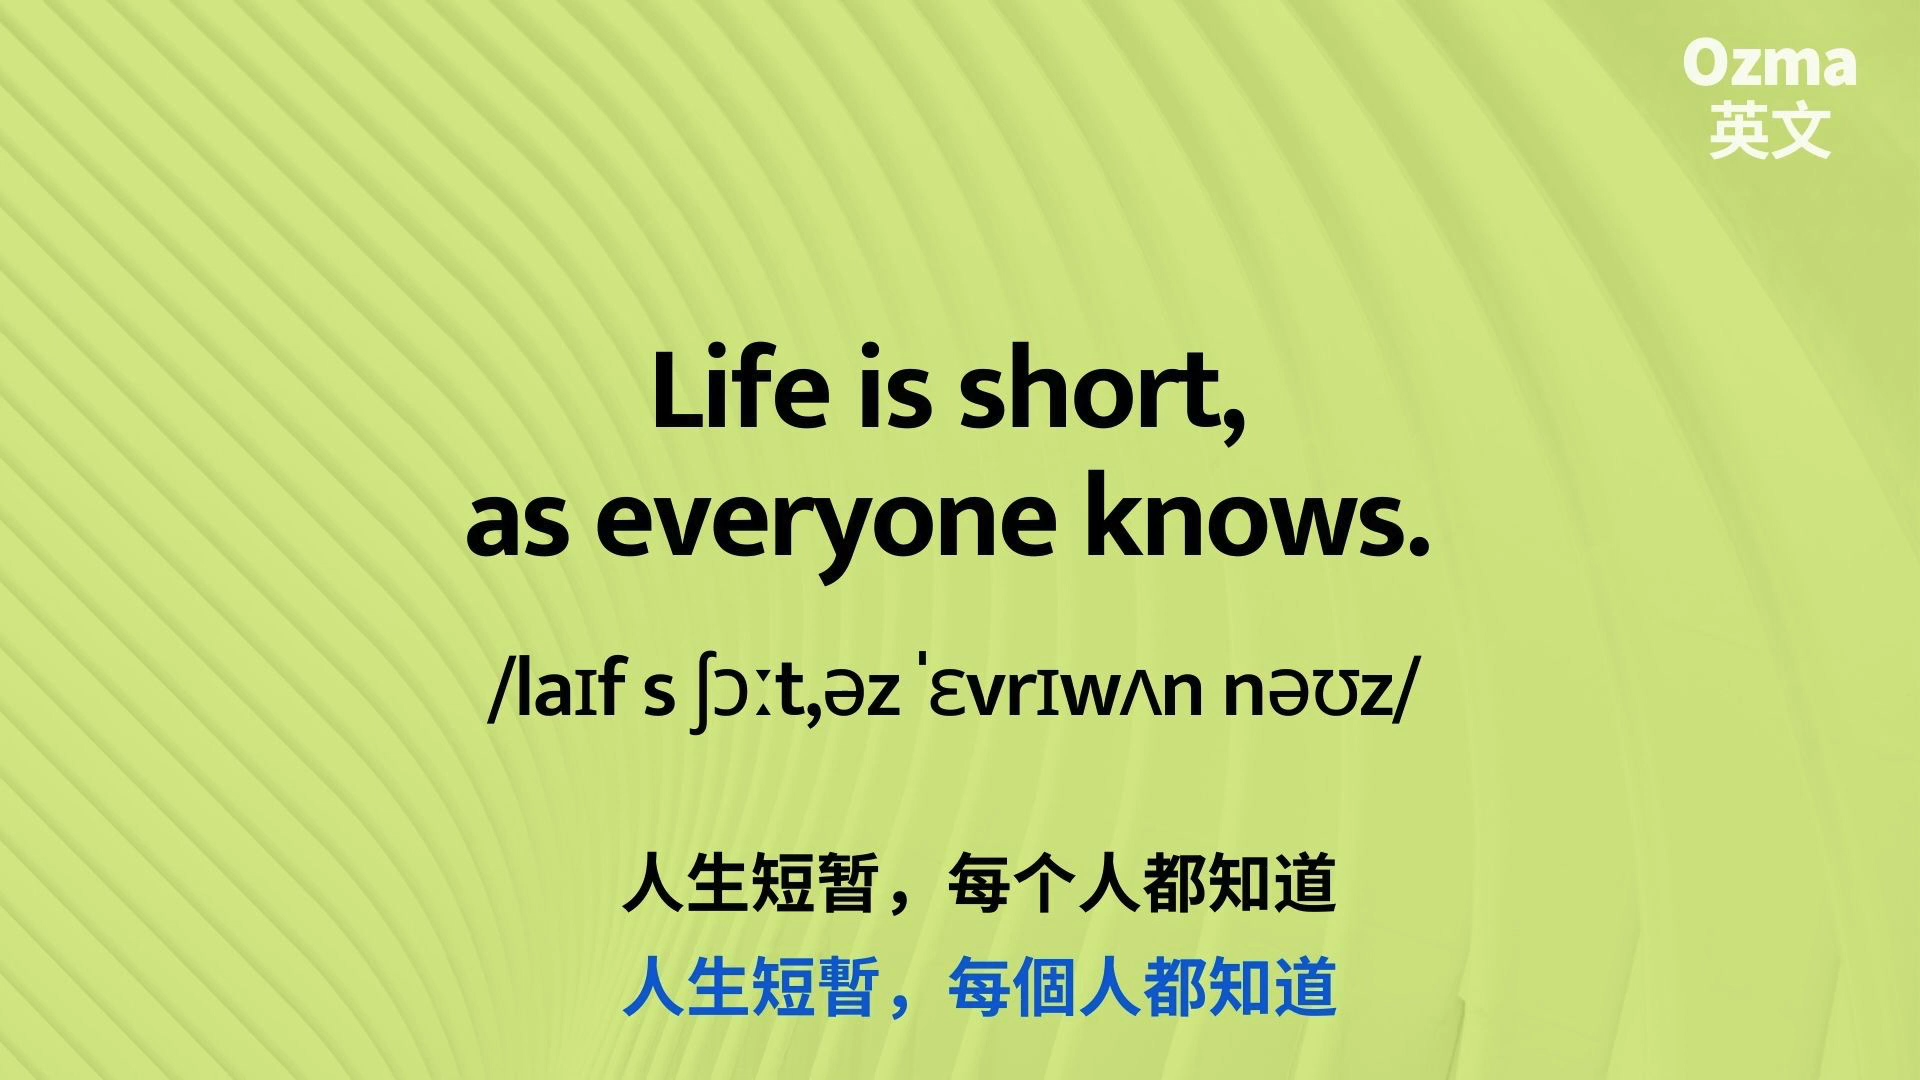 Ozma
英文
Life is short,
as everyone knows.
/laɪf s ʃɔːt,əz ˈɛvrɪwʌn nəʊz/
人生短暂，每个人都知道
人生短暫，每個人都知道